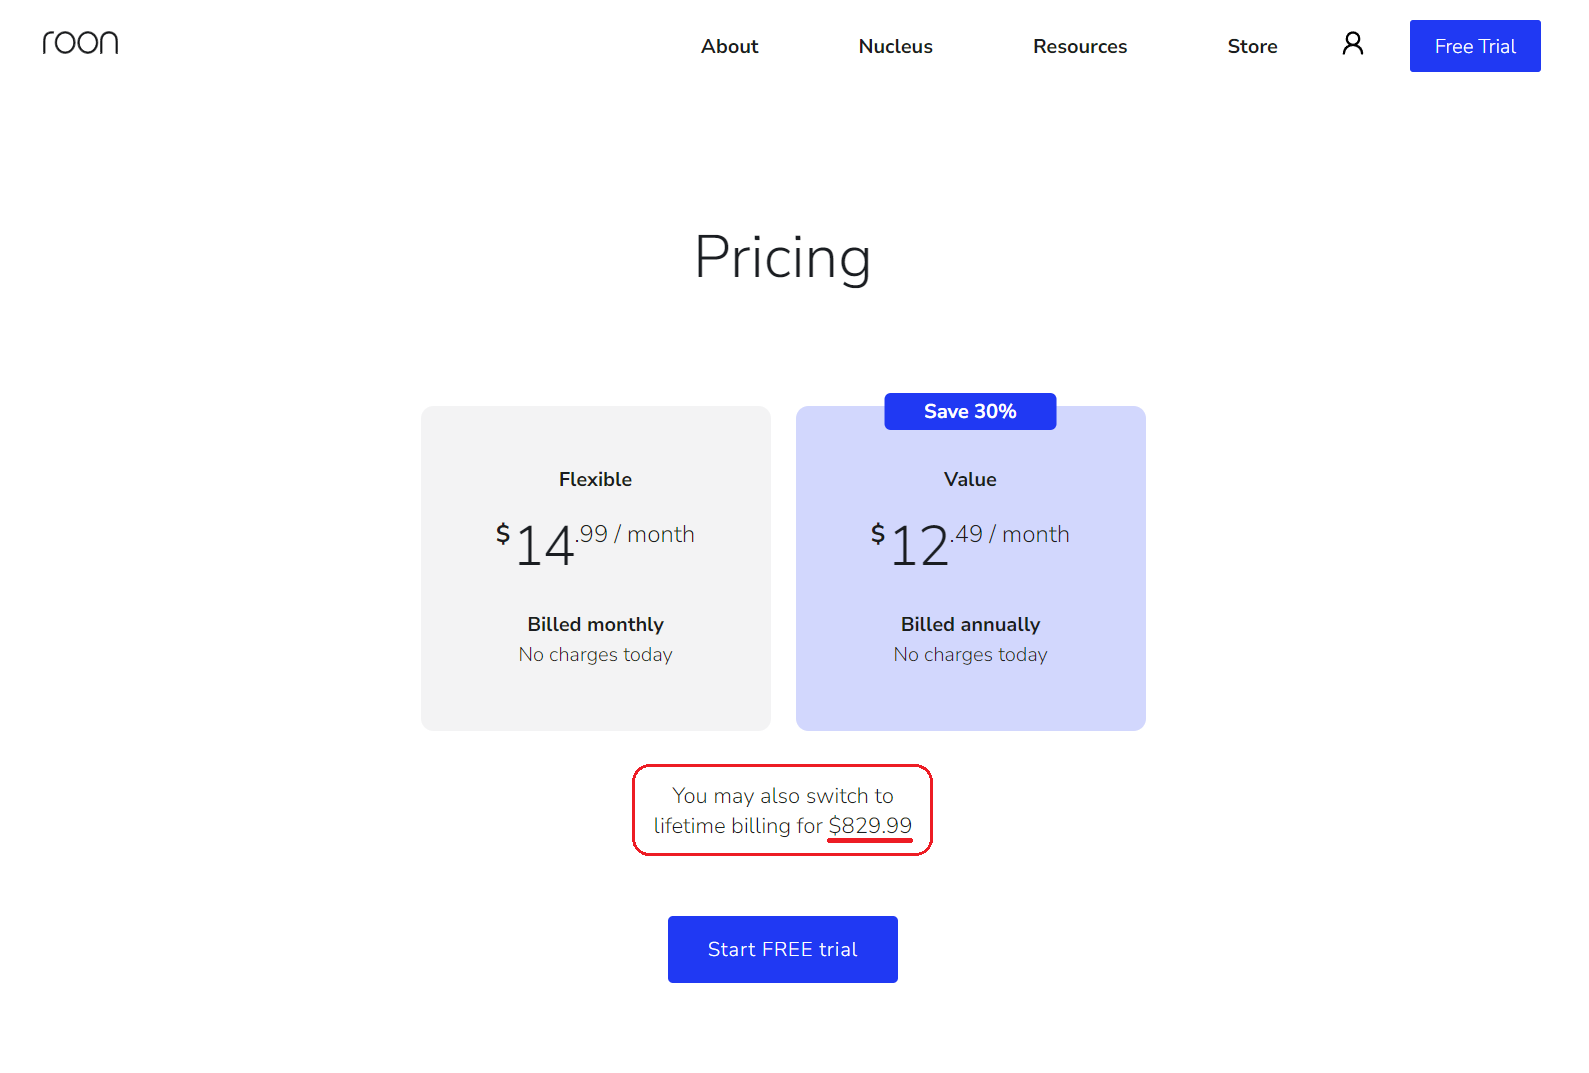 roon
About
Nucleus
Resources
Store
Free Trial
Pricing
Save 30%
Flexible
$14.99 / month
Billed monthly
No charges today
Value
$12.49 / month
Billed annually
No charges today
You may also switch to
lifetime billing for $829.99
Start FREE trial